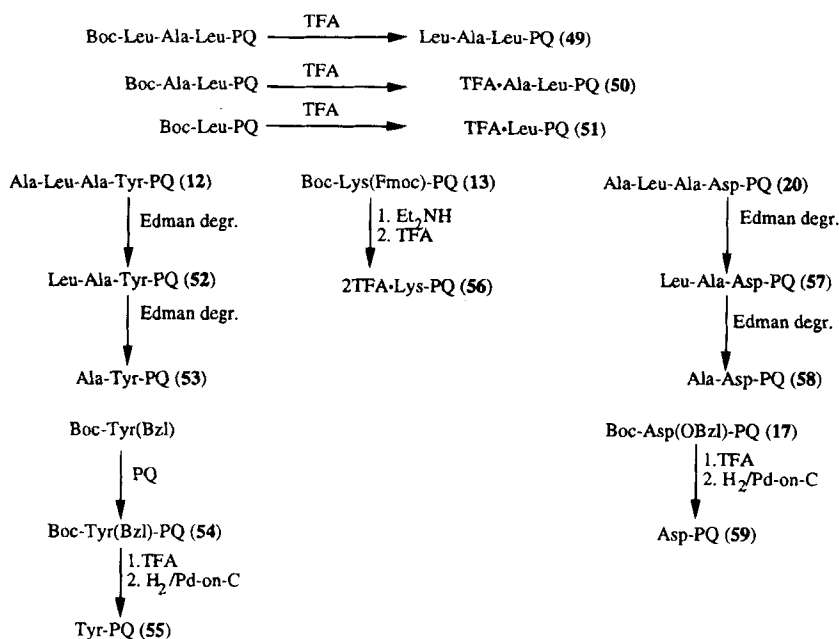 Boc-Leu-Ala-Leu-PQ TFA Leu-Ala-Leu-PQ (49)
Boc-Ala-Leu-PQ TFA TFA•Ala-Leu-PQ (50)
Boc-Leu-PQ TFA TFA•Leu-PQ (51)
Ala-Leu-Ala-Tyr-PQ (12)
Edman degr.
Leu-Ala-Tyr-PQ (52)
Edman degr.
Ala-Tyr-PQ (53)
Boc-Tyr(Bzl)
PQ
Boc-Tyr(Bzl)-PQ (54)
1.TFA
2. H2/Pd-on-C
Tyr-PQ (55)
Boc-Lys(Fmoc)-PQ (13)
1. Et2NH
2. TFA
2TFA•Lys-PQ (56)
Ala-Leu-Ala-Asp-PQ (20)
Edman degr.
Leu-Ala-Asp-PQ (57)
Edman degr.
Ala-Asp-PQ (58)
Boc-Asp(OBzl)-PQ (17)
1.TFA
2. H2/Pd-on-C
Asp-PQ (59)